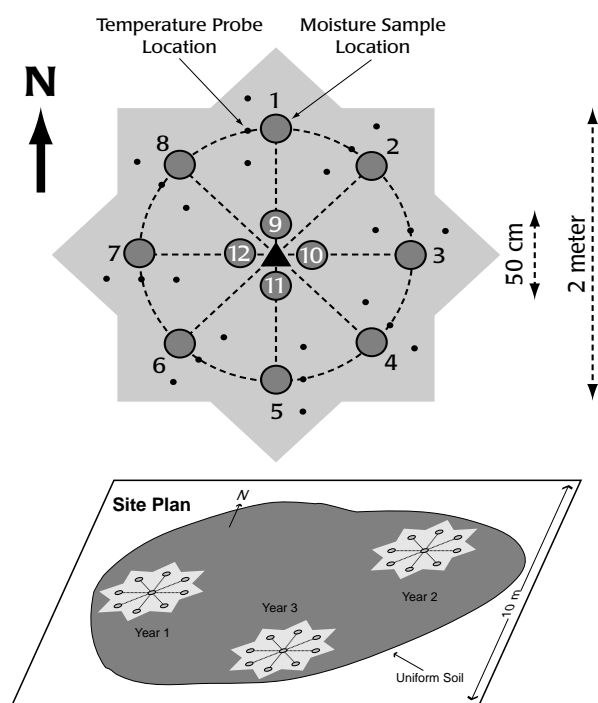 Temperature Probe
Location
Moisture Sample
Location
N
1
2
3
4
5
6
7
8
9
10
11
12
50 cm
2 meter
Site Plan
N
Year 1
Year 2
Year 3
10 m
Uniform Soil